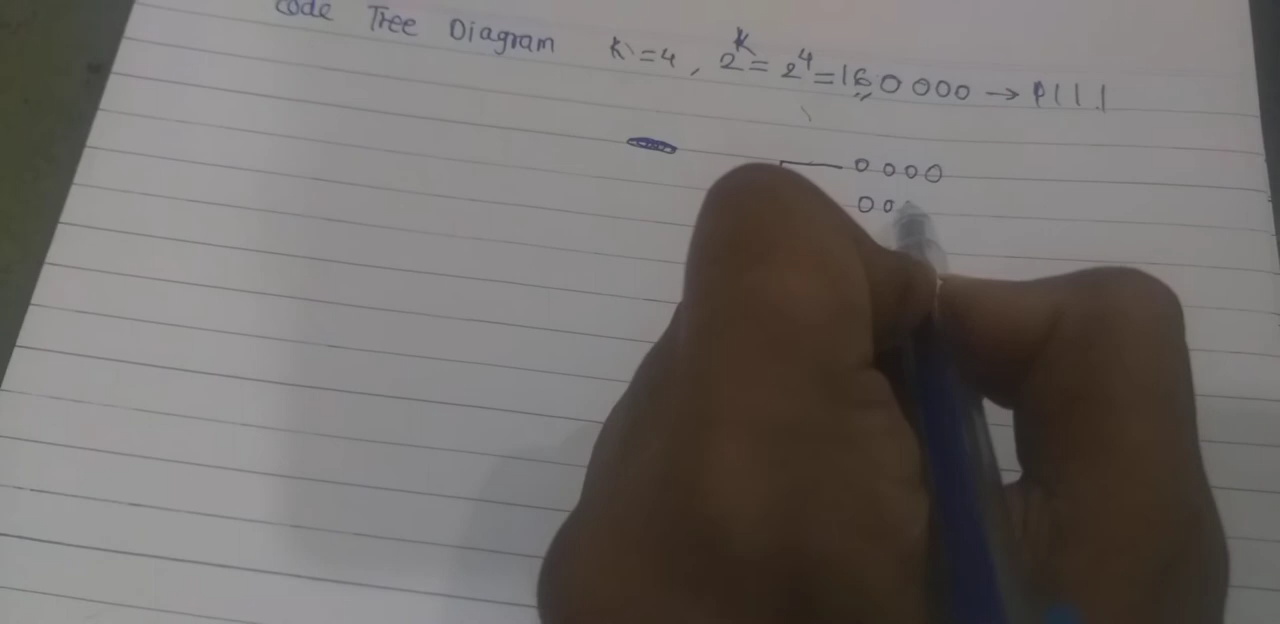 Code Tree Diagram K=4, 2^K = 2^4 = 16 0000 → 1111
0000
00